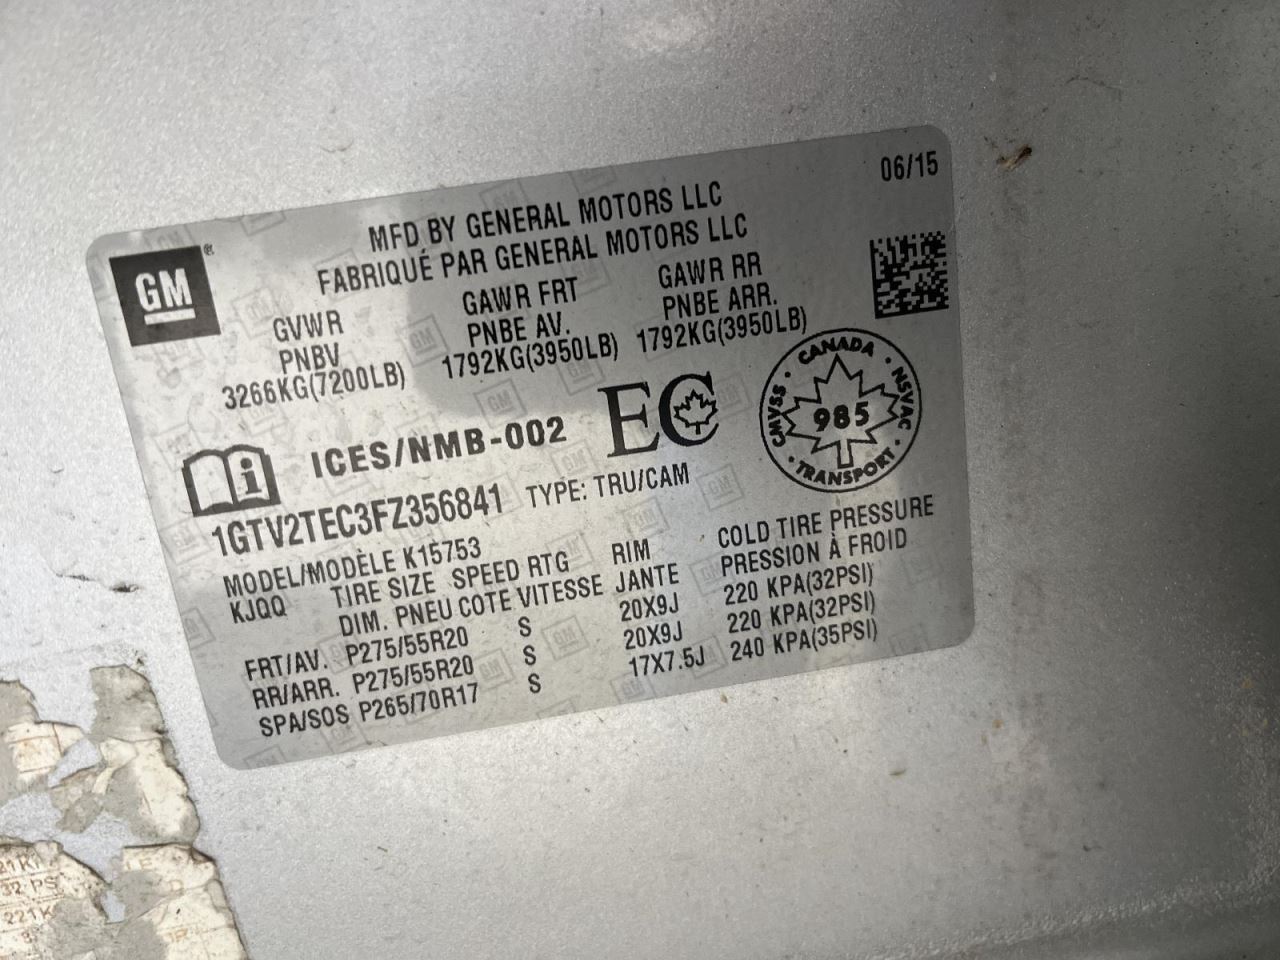 06/15
MFD BY GENERAL MOTORS LLC
FABRIQUÉ PAR GENERAL MOTORS LLC
GM®
GVWR GAWR FRT GAWR RR
PNBV PNBE AV. PNBE ARR.
3266KG(7200LB) 1792KG(3950LB) 1792KG(3950LB)
ICES/NMB-002 EC
CANADA · NSVAC · TRANSPORT · CMVSS ·
985
1GTV2TEC3FZ356841 TYPE: TRU/CAM
MODEL/MODÈLE K15753
KJQQ TIRE SIZE SPEED RTG RIM COLD TIRE PRESSURE
DIM. PNEU COTE VITESSE JANTE PRESSION À FROID
FRT/AV. P275/55R20 S 20X9J 220 KPA(32PSI)
RR/ARR. P275/55R20 S 20X9J 220 KPA(32PSI)
SPA/SOS P265/70R17 S 17X7.5J 240 KPA(35PSI)
32 PS
221K